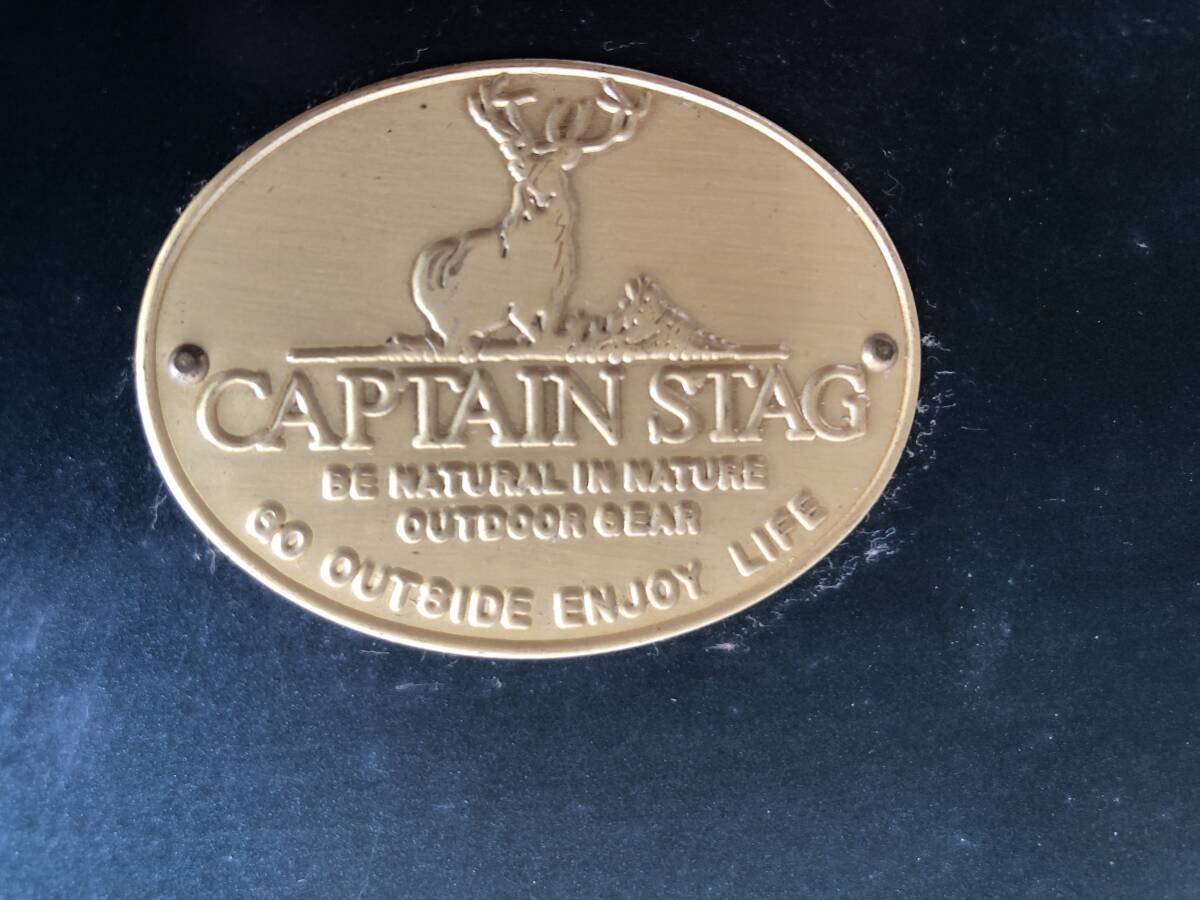 CAPTAIN STAG
BE NATURAL IN NATURE
OUTDOOR GEAR
GO OUTSIDE ENJOY LIFE